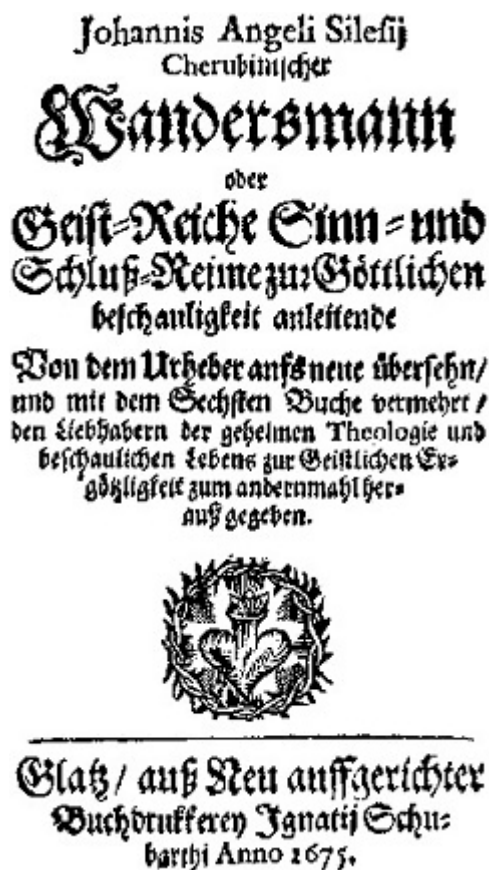 Johannis Angeli Silesij
Cherubinischer
Wandersmann
oder
Geist-Reiche Sinn-und
Schluß-Reime zur Göttlichen
beschauligkeit anleitende
Von dem Urheber aufs neue übersehn/
und mit dem Sechsten Buche vermehrt/
den Liebhabern der geheimen Theologie und
beschaulichen Lebens zur Geistlichen Er-
götzligkeit zum andernmahl her-
auß gegeben.
Glatz/ auß Neu auffgerichter
Buchdrukkerey Ignatij Schu-
barthi Anno 1675.